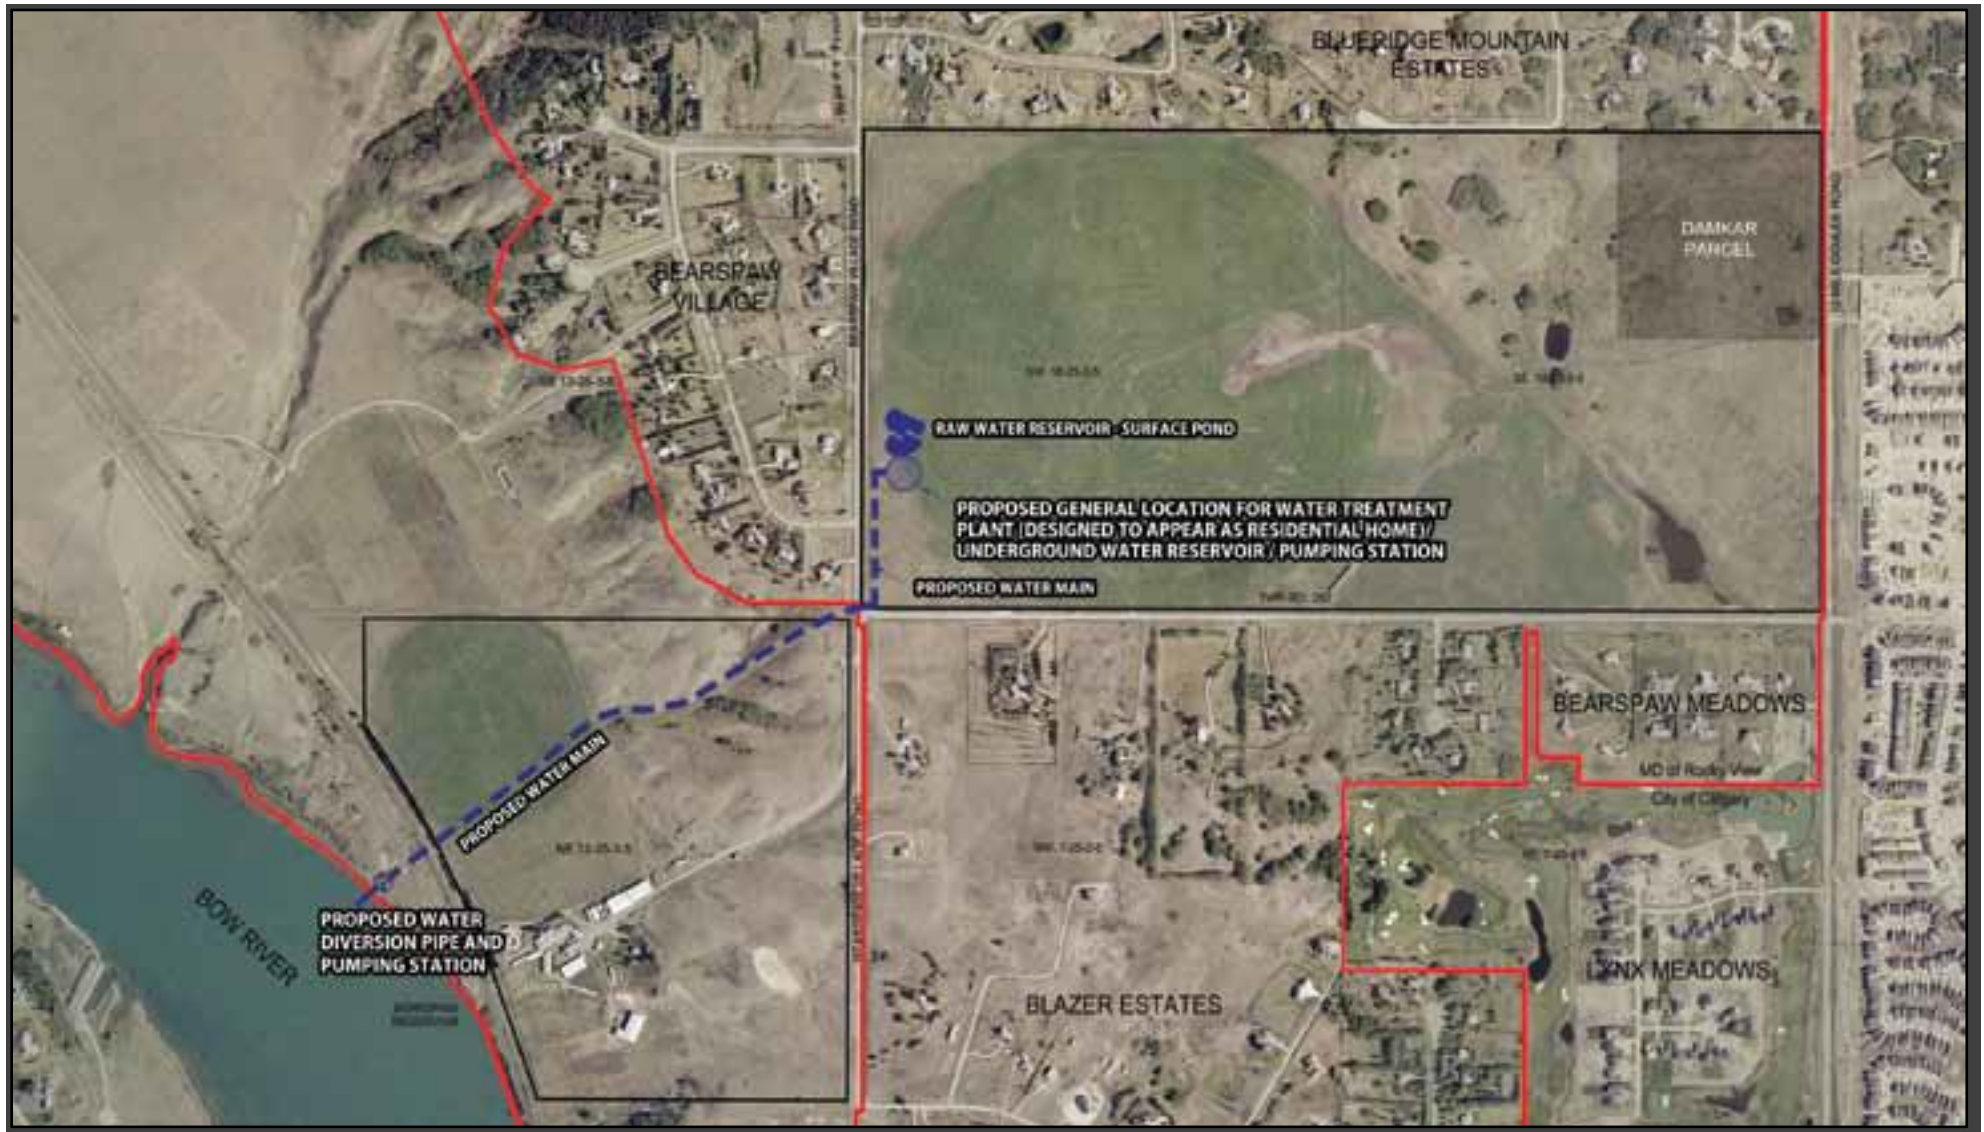 BLUERIDGE MOUNTAIN
ESTATES
DAMKAR
PARCEL
BEARSPAW
VILLAGE
RAW WATER RESERVOIR - SURFACE POND
PROPOSED GENERAL LOCATION FOR WATER TREATMENT
PLANT (DESIGNED TO APPEAR AS RESIDENTIAL HOME)/
UNDERGROUND WATER RESERVOIR / PUMPING STATION
PROPOSED WATER MAIN
BEARSPAW MEADOWS
MD of Rocky View
City of Calgary
PROPOSED WATER MAIN
BOW RIVER
PROPOSED WATER
DIVERSION PIPE AND
PUMPING STATION
BLAZER ESTATES
LYNX MEADOWS